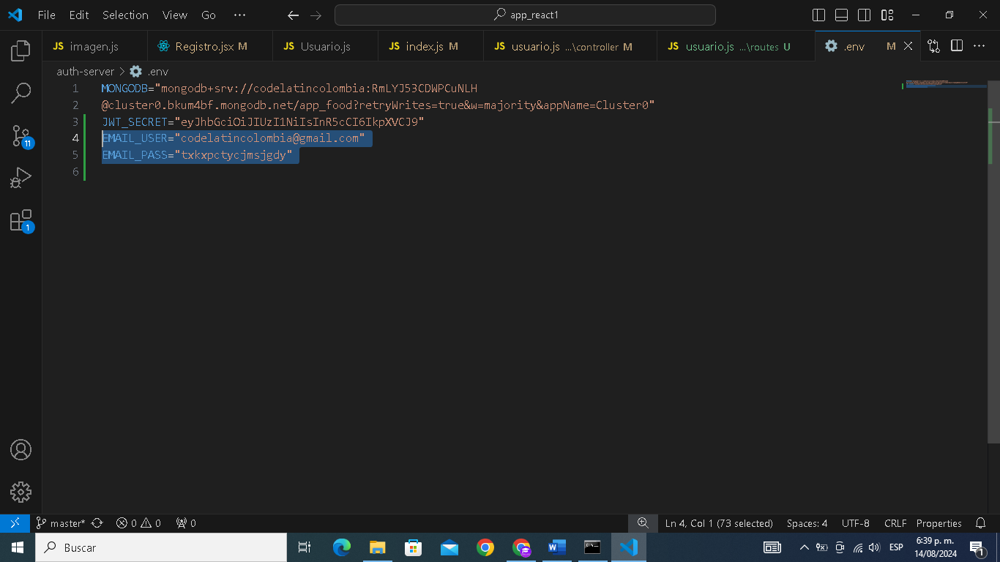 File Edit Selection View Go ··· app_react1
JS imagen.js Registro.jsx M JS Usuario.js JS index.js M JS usuario.js ...\controller M JS usuario.js ...\routes U .env M
auth-server > .env
1 MONGODB="mongodb+srv://codelatincolombia:RmLYJ53CDWPCuNLH
2 @cluster0.bkum4bf.mongodb.net/app_food?retryWrites=true&w=majority&appName=Cluster0"
3 JWT_SECRET="eyJhbGciOiJIUzI1NiIsInR5cCI6IkpXVCJ9"
4 EMAIL_USER="codelatincolombia@gmail.com"
5 EMAIL_PASS="txkxpctycjmsjgdy"
6
11
1
master* 0 0 0 Ln 4, Col 1 (73 selected) Spaces: 4 UTF-8 CRLF Properties
Buscar ESP 6:39 p. m.
14/08/2024 1